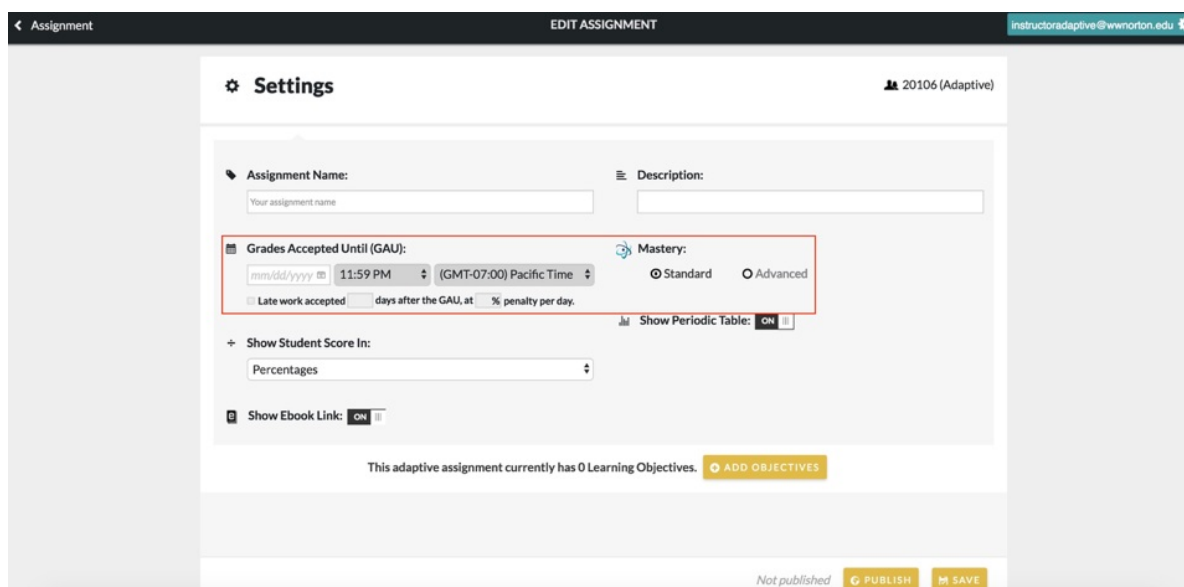 Assignment
EDIT ASSIGNMENT
instructoradaptive@wwnorton.edu
Settings
20106 (Adaptive)
Assignment Name:
Description:
Your assignment name
Grades Accepted Until (GAU):
Mastery:
mm/dd/yyyy
11:59 PM
(GMT-07:00) Pacific Time
Standard
Advanced
Late work accepted days after the GAU, at % penalty per day.
Show Periodic Table: ON
Show Student Score In:
Percentages
Show Ebook Link: ON
This adaptive assignment currently has 0 Learning Objectives.
ADD OBJECTIVES
Not published
PUBLISH
SAVE